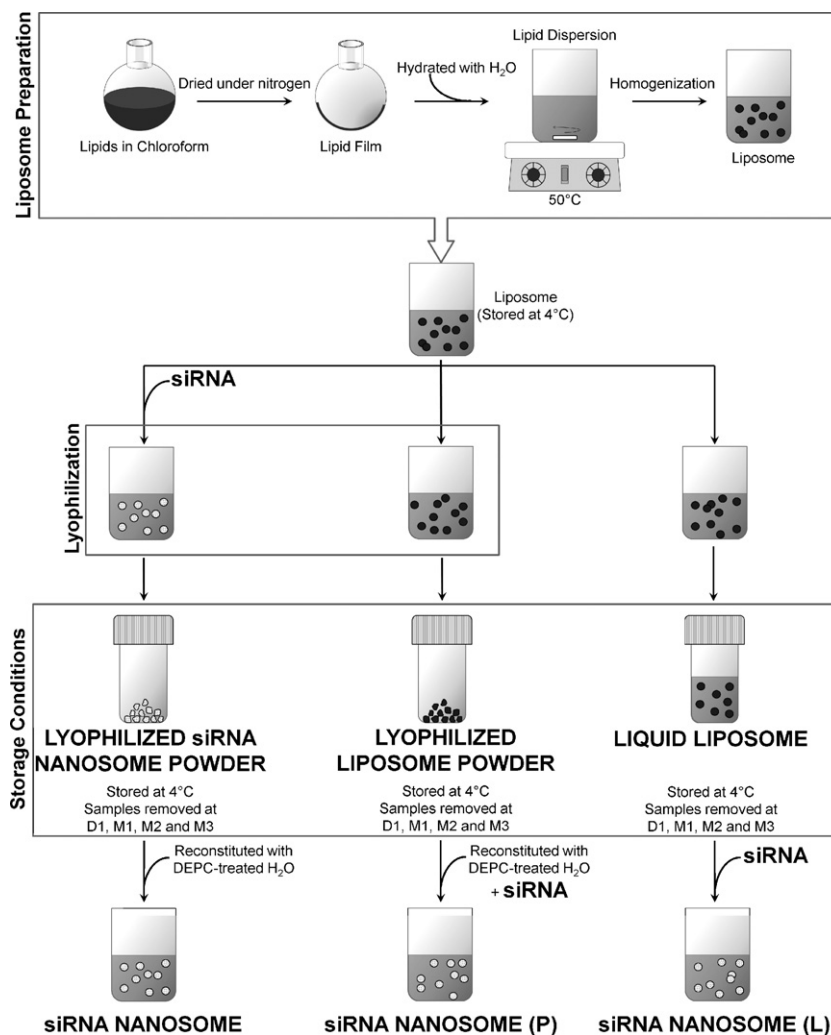 Liposome Preparation
Lipids in Chloroform
Dried under nitrogen
Lipid Film
Hydrated with H₂O
Lipid Dispersion
50°C
Homogenization
Liposome
Liposome
(Stored at 4°C)
siRNA
Lyophilization
Storage Conditions
LYOPHILIZED siRNA
NANOSOME POWDER
Stored at 4°C
Samples removed at
D1, M1, M2 and M3
LYOPHILIZED
LIPOSOME POWDER
Stored at 4°C
Samples removed at
D1, M1, M2 and M3
LIQUID LIPOSOME
Stored at 4°C
Samples removed at
D1, M1, M2 and M3
Reconstituted with
DEPC-treated H₂O
Reconstituted with
DEPC-treated H₂O
+ siRNA
siRNA
siRNA NANOSOME
siRNA NANOSOME (P)
siRNA NANOSOME (L)